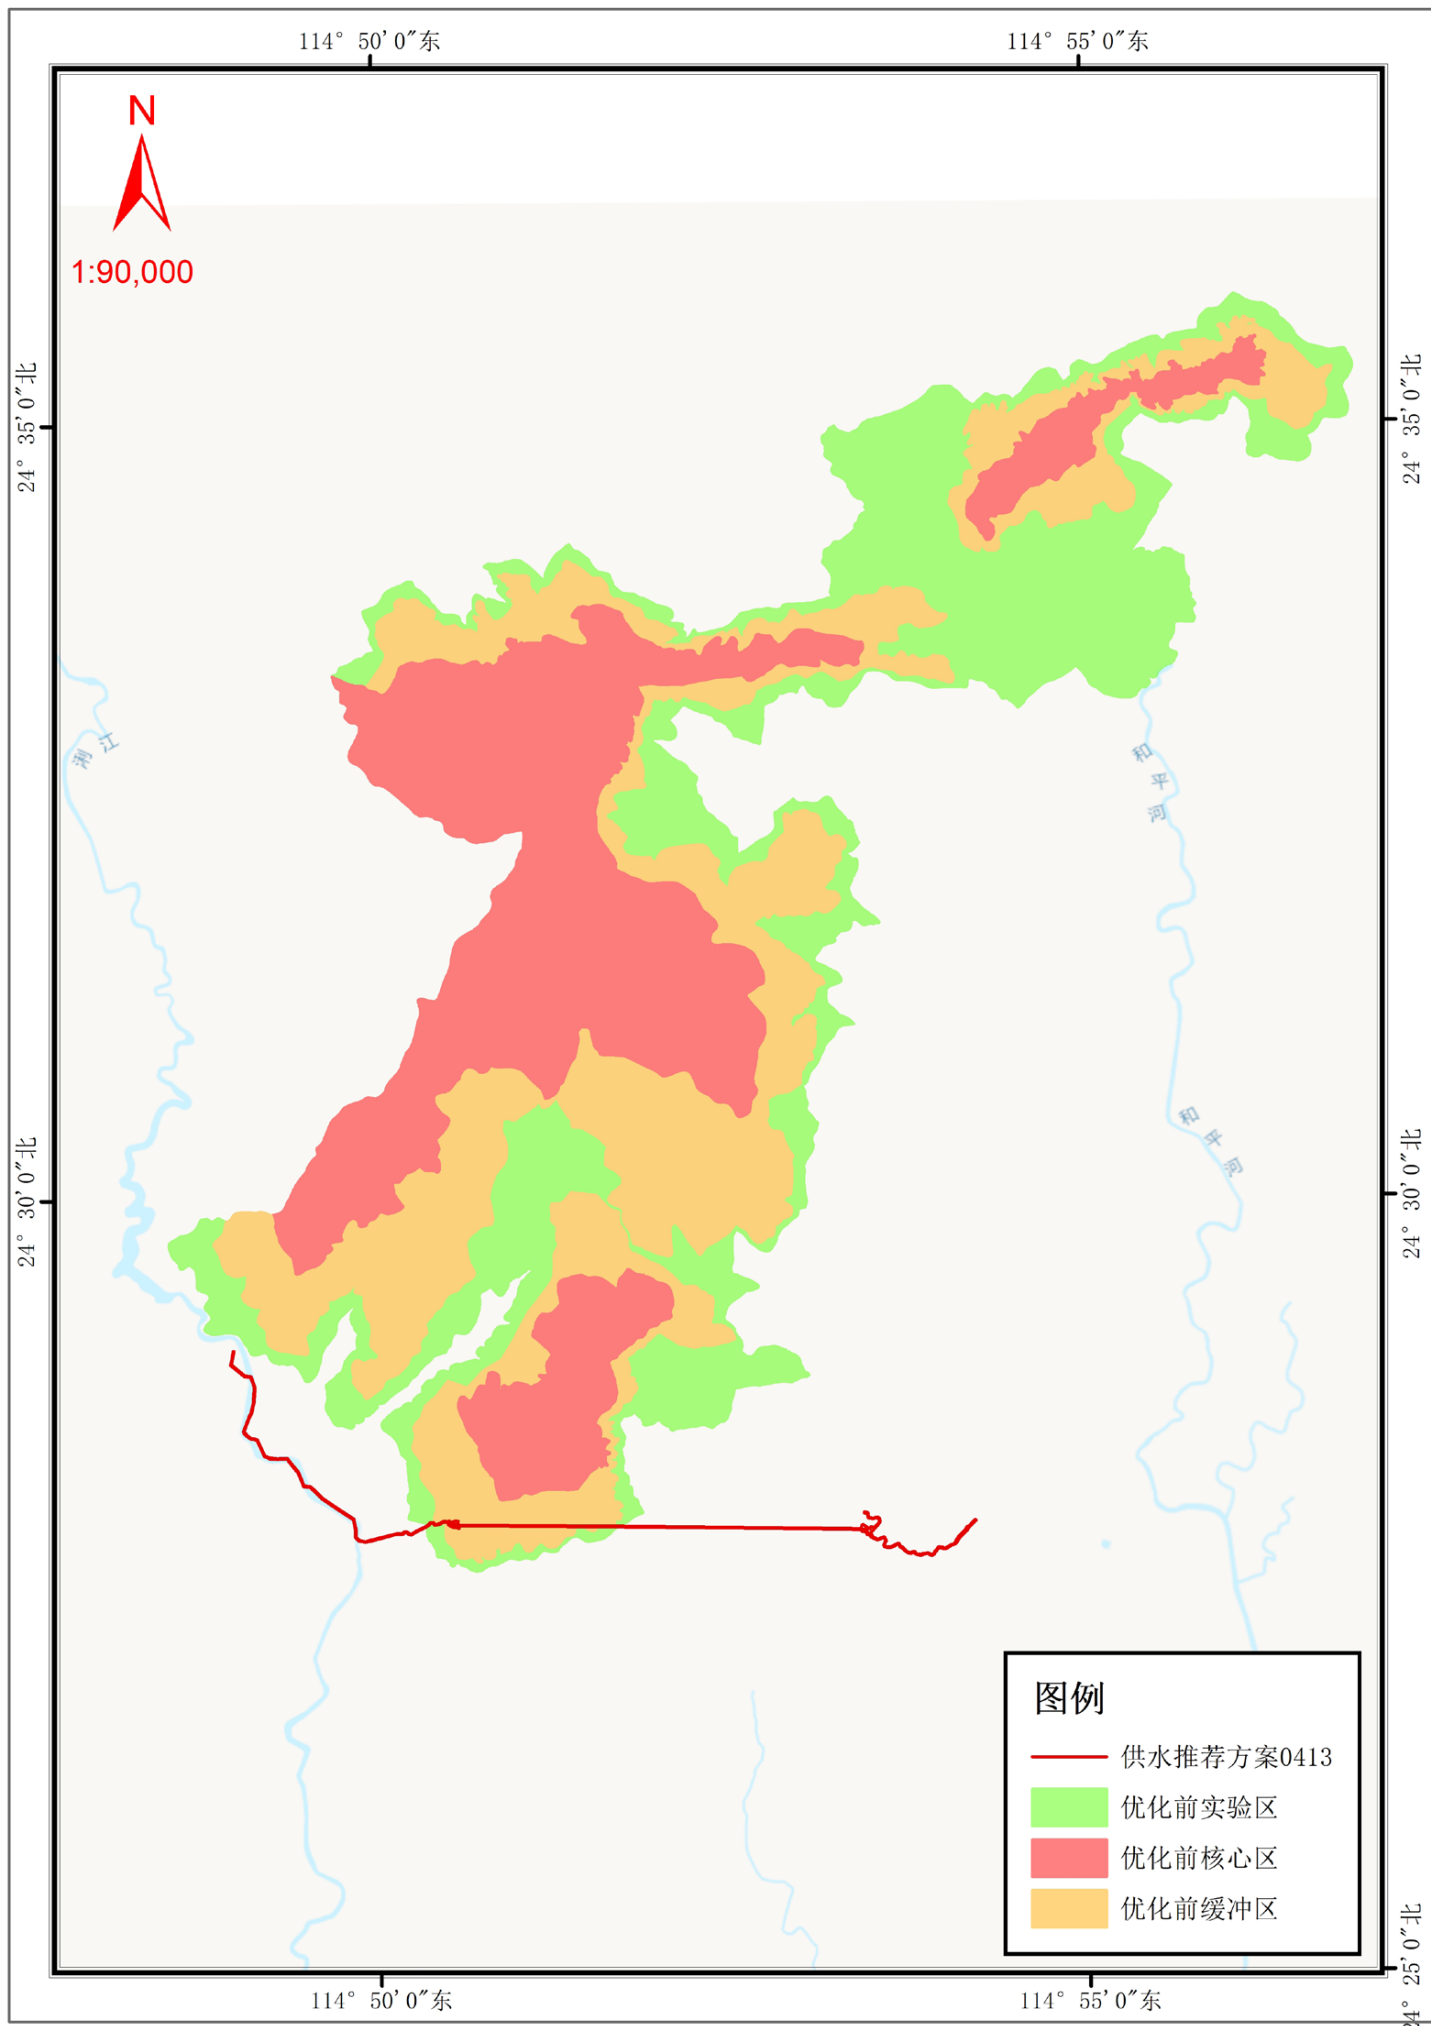 114° 50′0″东
114° 55′0″东
N
1:90,000
24° 35′0″北
24° 35′0″北
浰江
和平河
和平河
24° 30′0″北
24° 30′0″北
图例
供水推荐方案0413
优化前实验区
优化前核心区
优化前缓冲区
24° 25′0″北
114° 50′0″东
114° 55′0″东